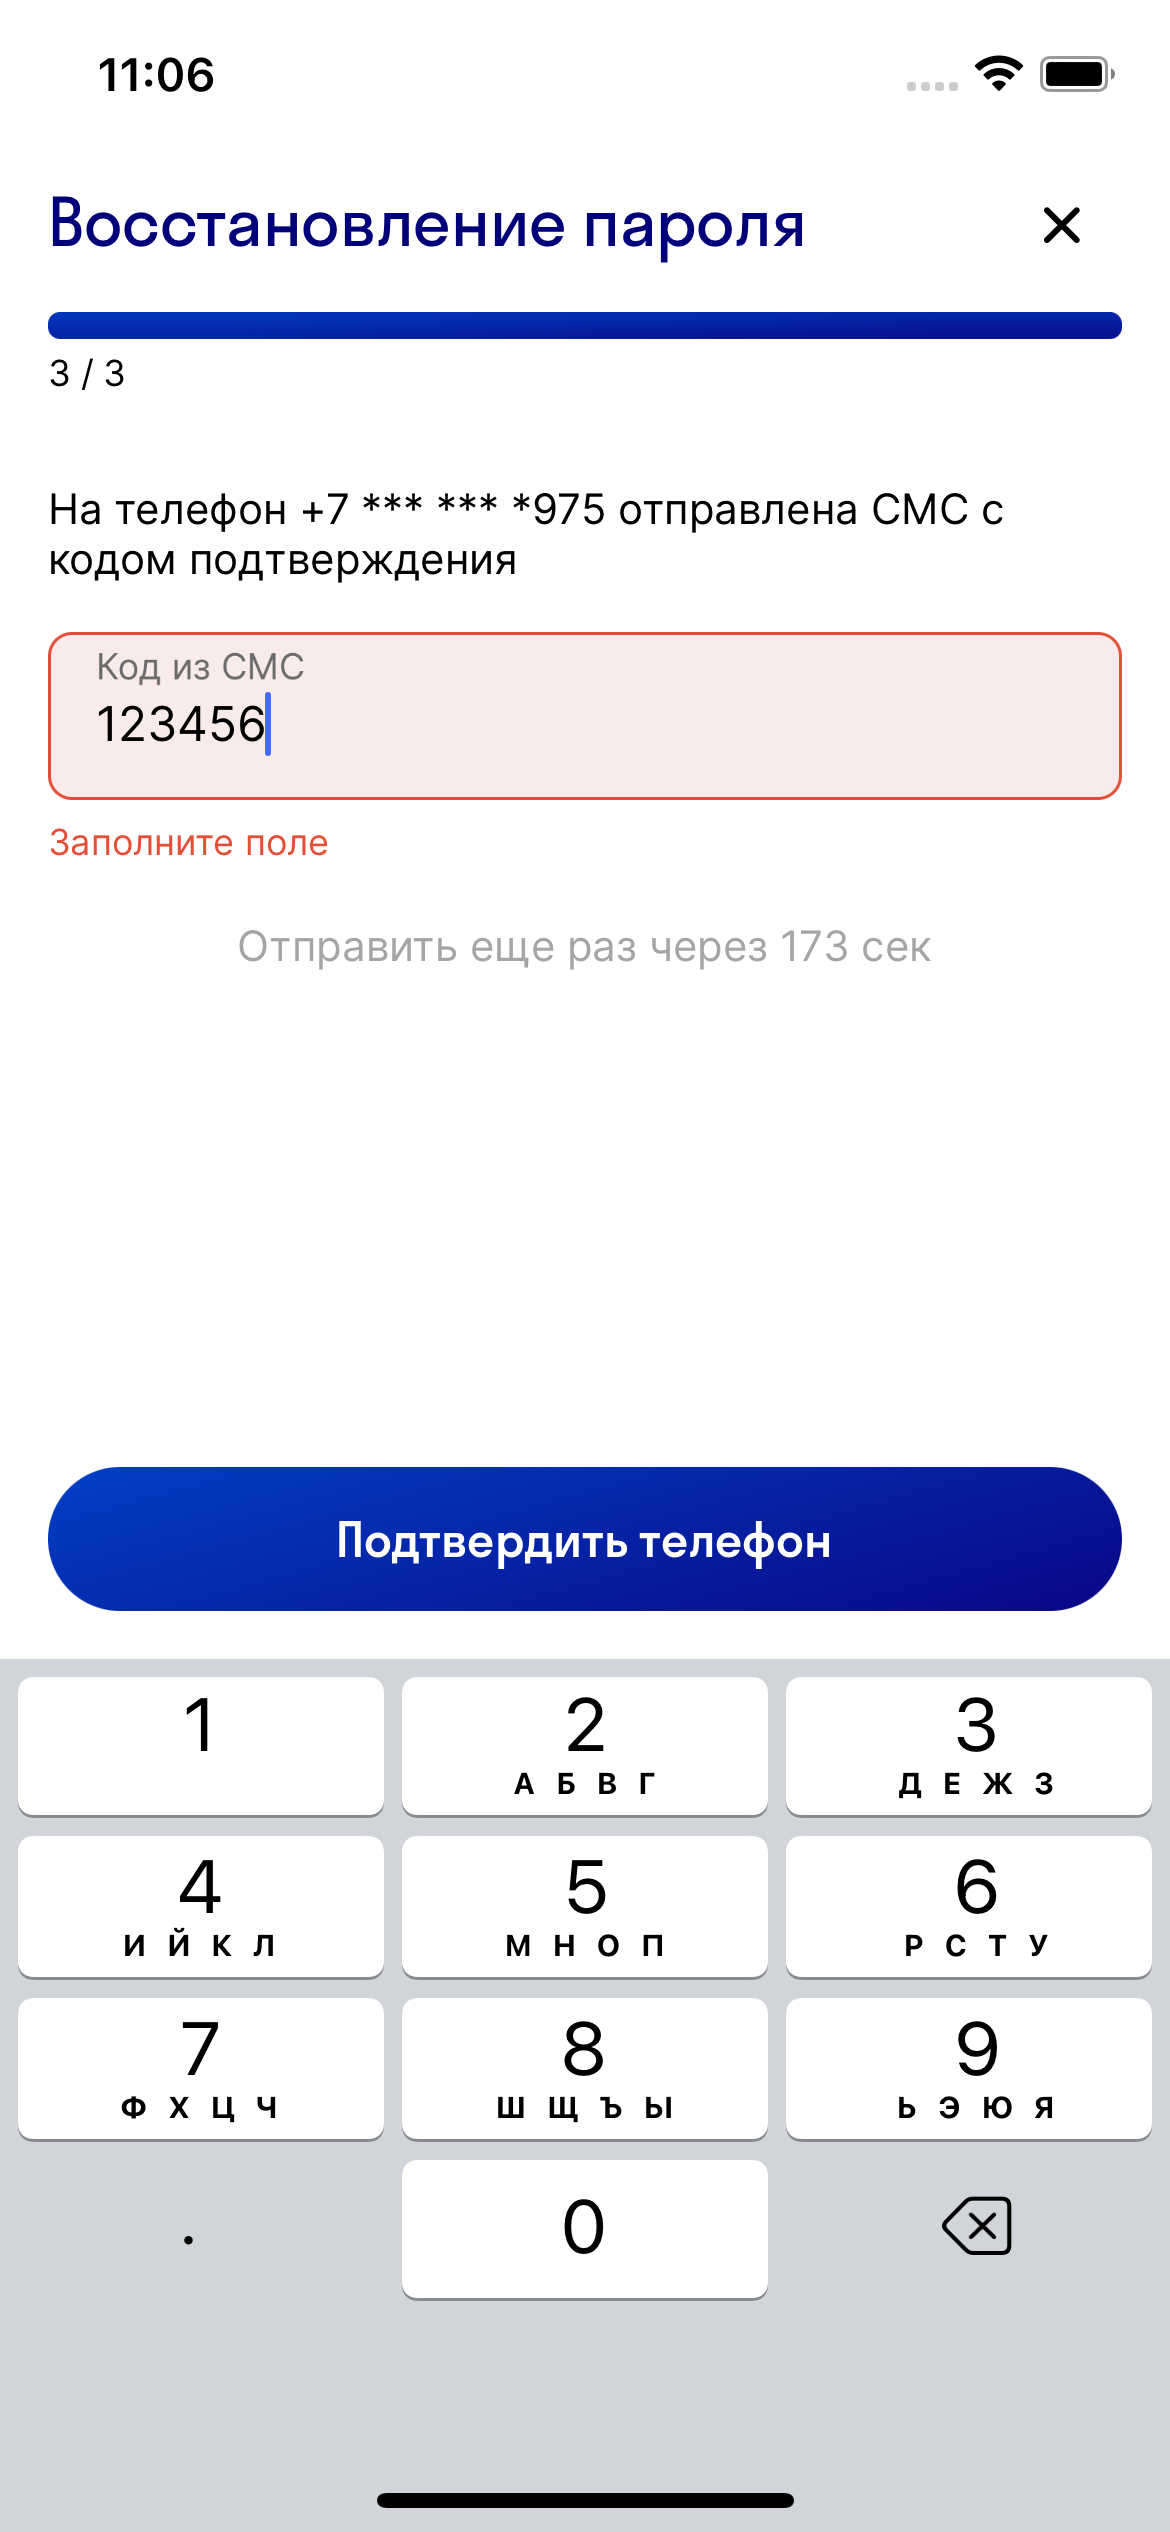 11:06
Восстановление пароля
3 / 3
На телефон +7 *** *** *975 отправлена СМС с
кодом подтверждения
Код из СМС
123456
Заполните поле
Отправить еще раз через 173 сек
Подтвердить телефон
1 2 3
А Б В Г Д Е Ж З
4 5 6
И Й К Л М Н О П Р С Т У
7 8 9
Ф Х Ц Ч Ш Щ Ъ Ы Ь Э Ю Я
. 0